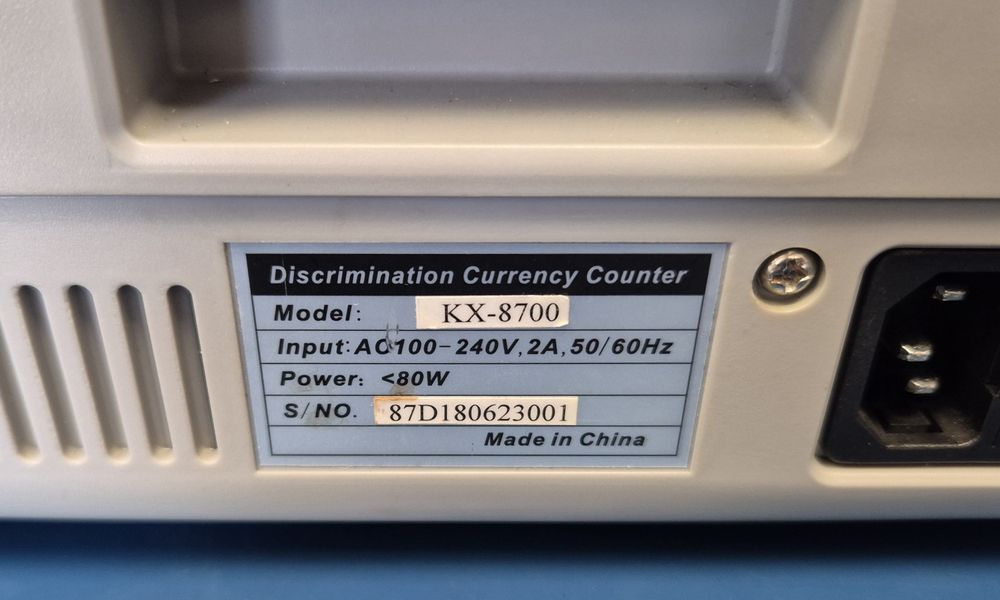 Discrimination Currency Counter
Model: KX-8700
Input:AC100-240V,2A,50/60Hz
Power: <80W
S/NO. 87D180623001
Made in China